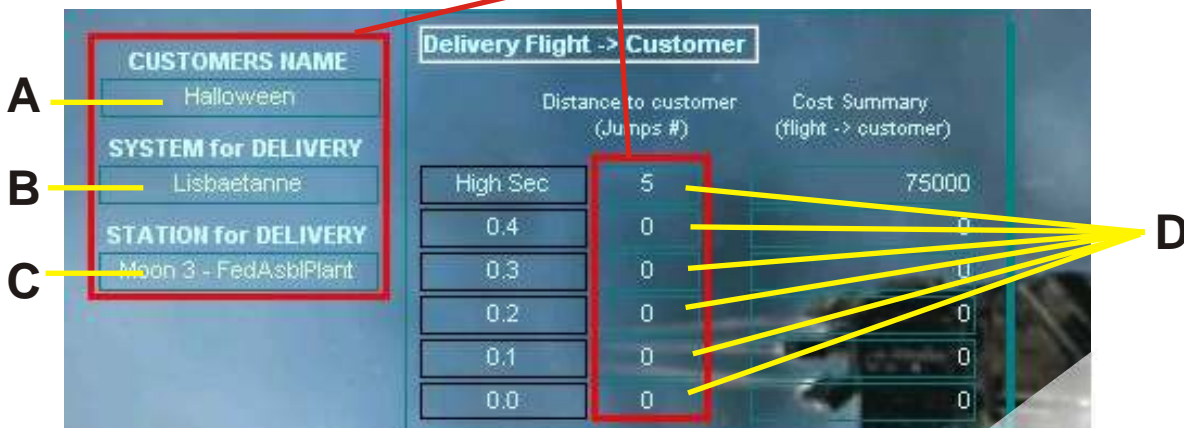 CUSTOMERS NAME
A
Halloween
SYSTEM for DELIVERY
B
Lisbaetanne
STATION for DELIVERY
C
Moon 3 - FedAsblPlant
Delivery Flight -> Customer
Distance to customer
(Jumps #)
Cost Summary
(flight -> customer)
High Sec 5 75000
0.4 0 0
0.3 0 0
0.2 0 0
0.1 0 0
0.0 0 0
D